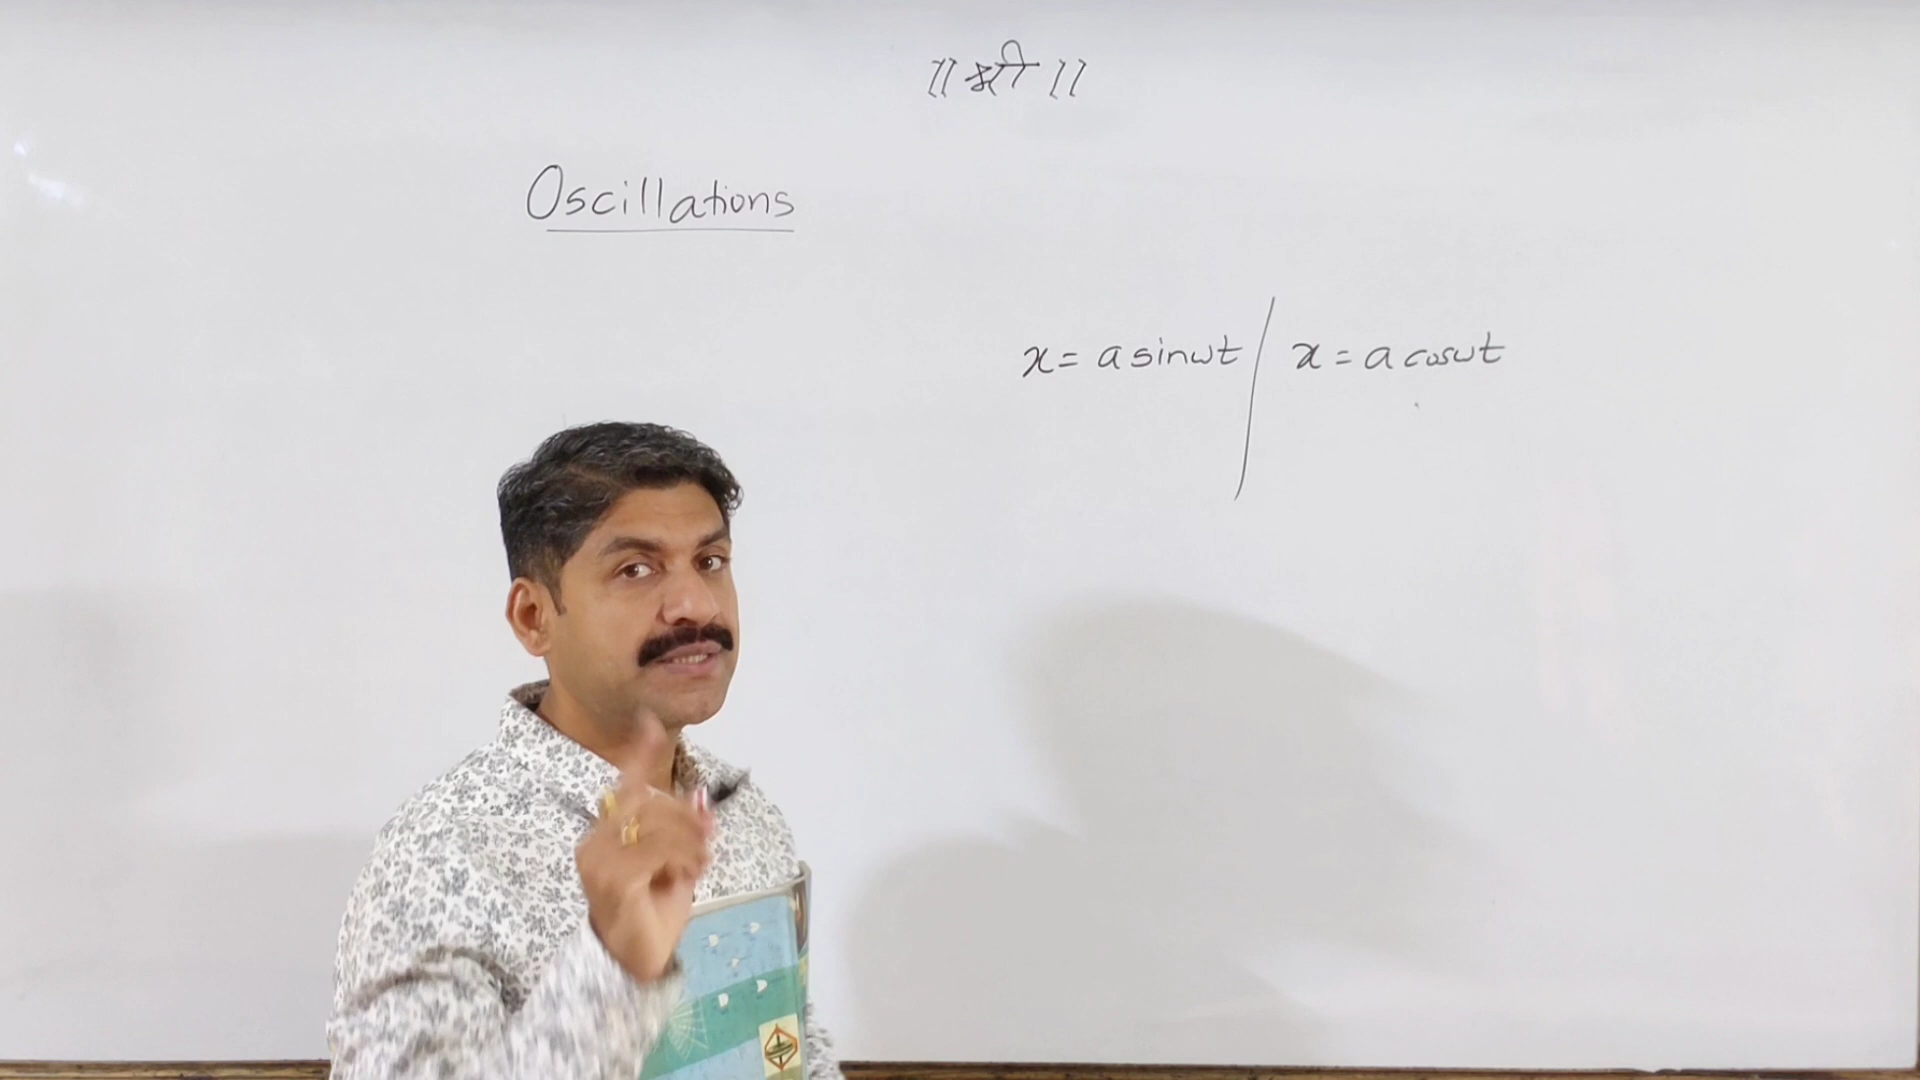 ॥ श्री ॥
Oscillations
x = a sinωt / x = a cosωt